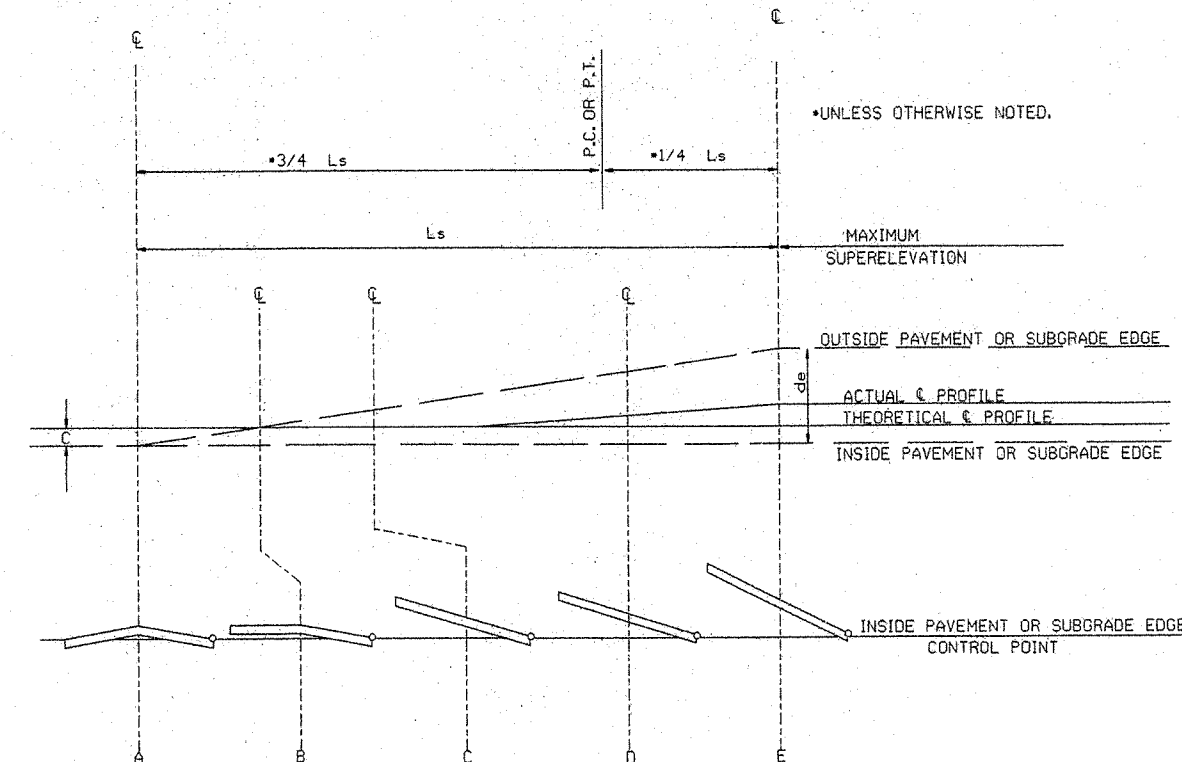 ℄
℄
P.C. OR P.T.
*UNLESS OTHERWISE NOTED.
*3/4 Ls
*1/4 Ls
Ls
MAXIMUM
SUPERELEVATION
℄
℄
℄
OUTSIDE PAVEMENT OR SUBGRADE EDGE
de
ACTUAL ℄ PROFILE
THEORETICAL ℄ PROFILE
C
INSIDE PAVEMENT OR SUBGRADE EDGE
INSIDE PAVEMENT OR SUBGRADE EDGE
CONTROL POINT
A B C D E